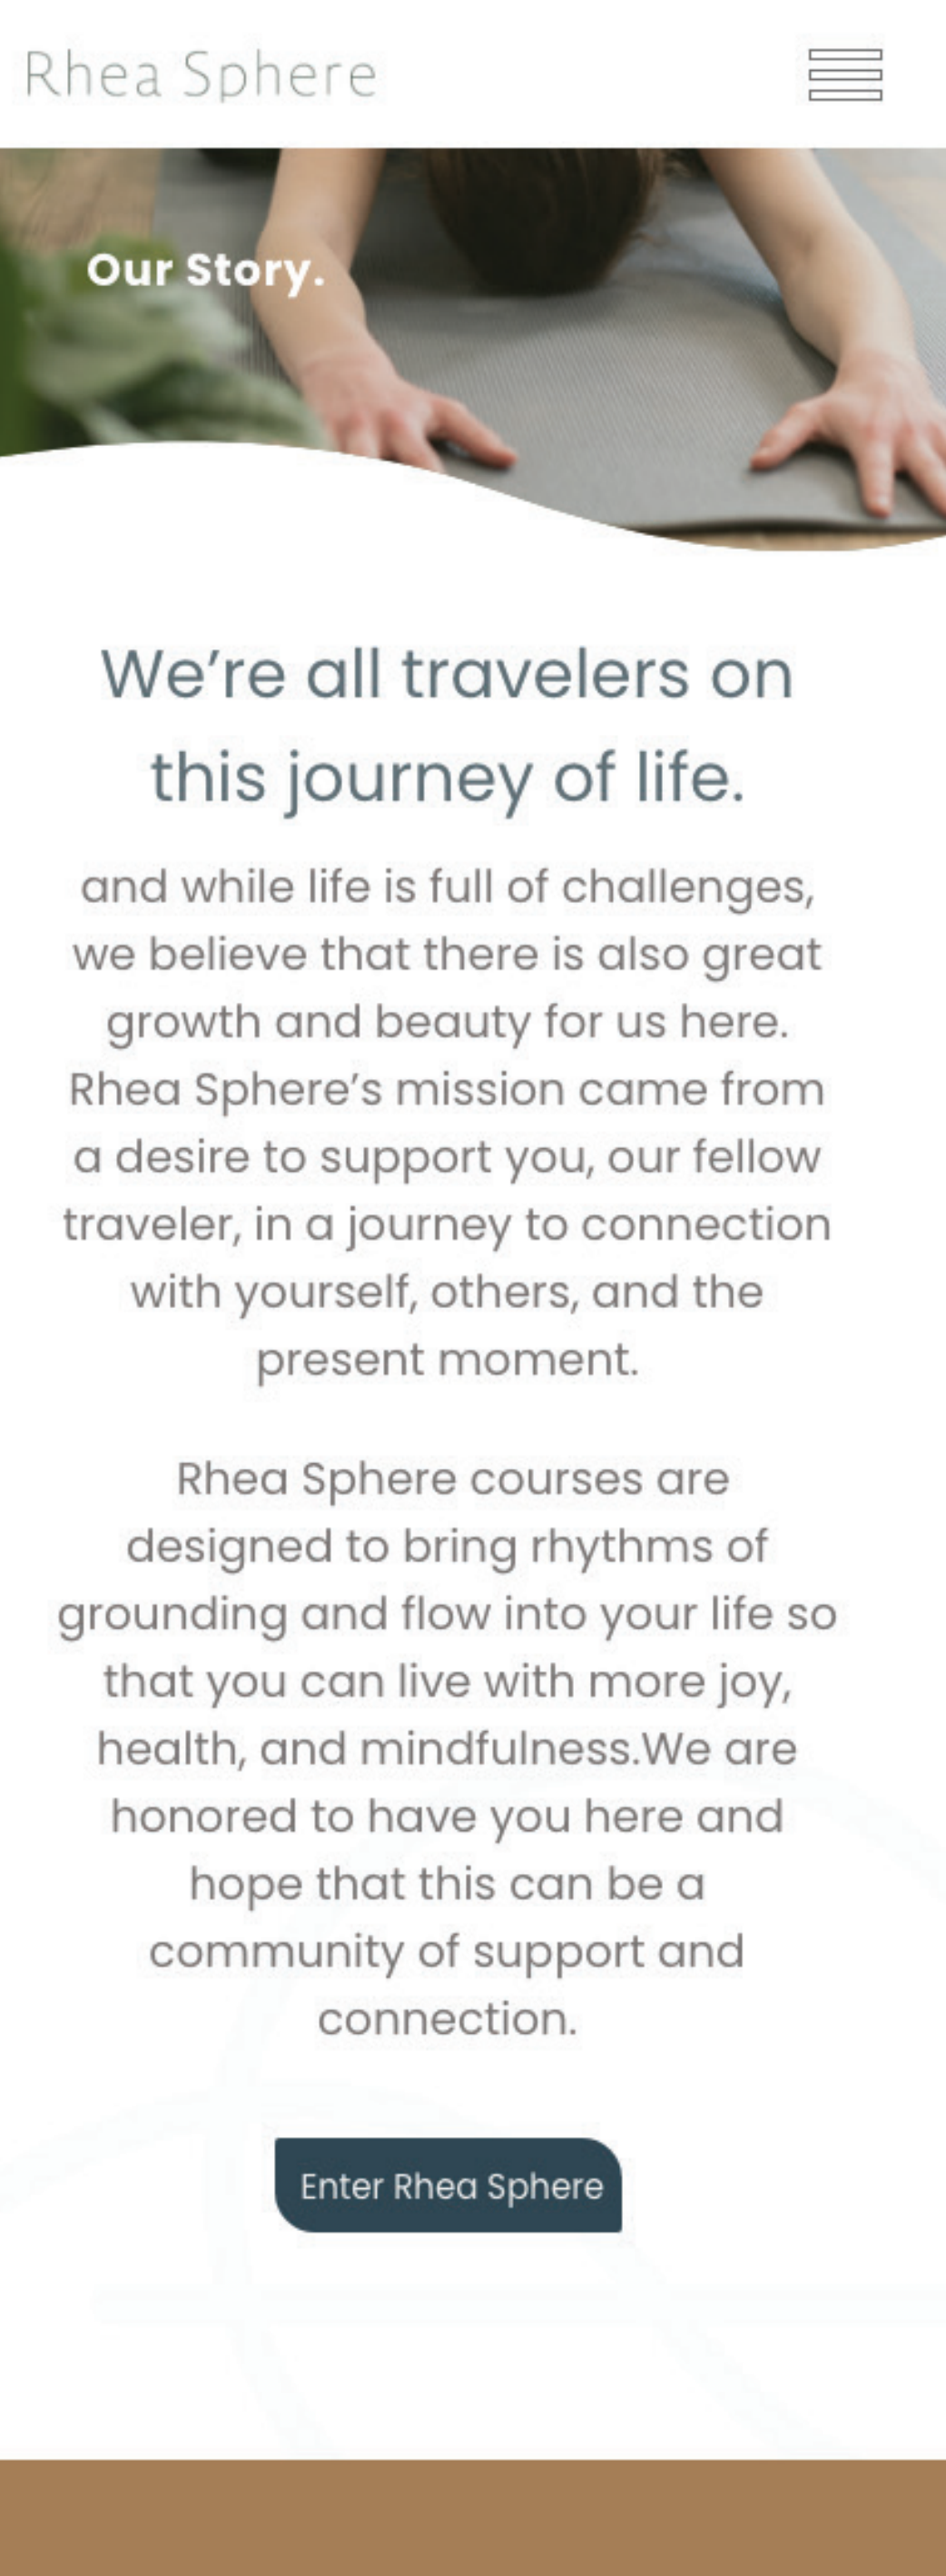 Rhea Sphere
Our Story.
We’re all travelers on
this journey of life.
and while life is full of challenges,
we believe that there is also great
growth and beauty for us here.
Rhea Sphere’s mission came from
a desire to support you, our fellow
traveler, in a journey to connection
with yourself, others, and the
present moment.
Rhea Sphere courses are
designed to bring rhythms of
grounding and flow into your life so
that you can live with more joy,
health, and mindfulness.We are
honored to have you here and
hope that this can be a
community of support and
connection.
Enter Rhea Sphere